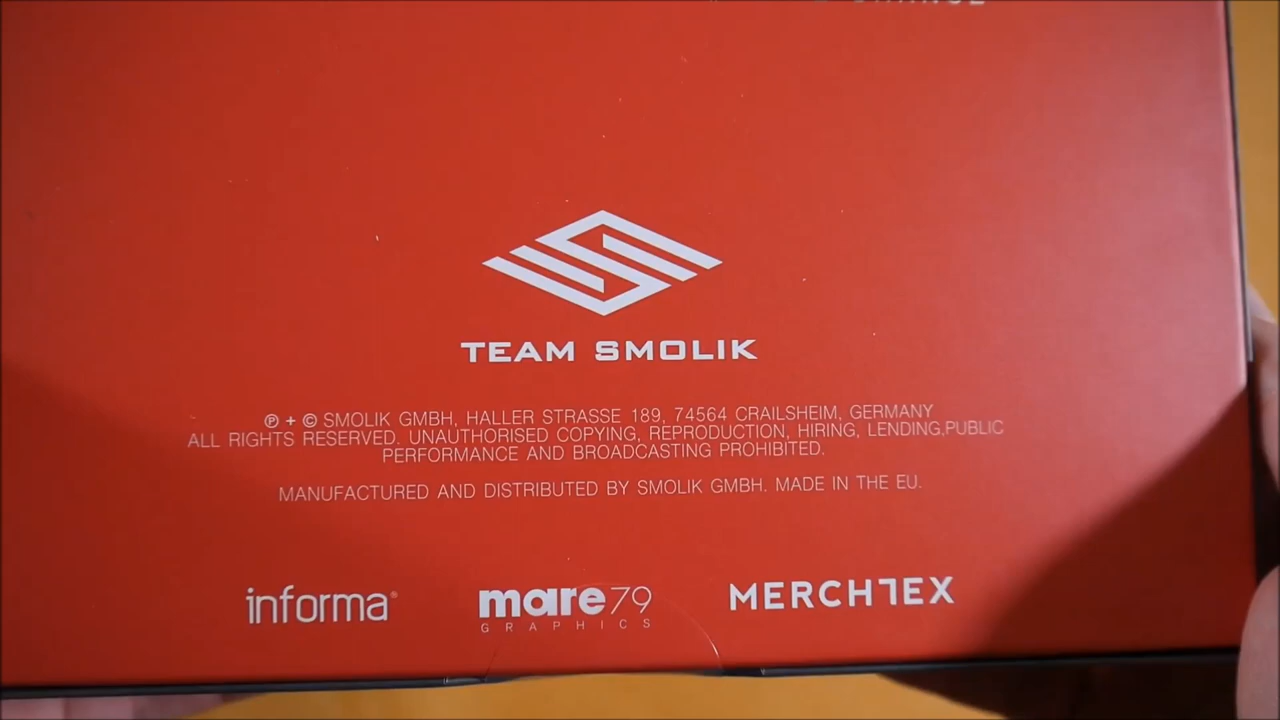 TEAM SMOLIK
℗ + © SMOLIK GMBH, HALLER STRASSE 189, 74564 CRAILSHEIM, GERMANY
ALL RIGHTS RESERVED. UNAUTHORISED COPYING, REPRODUCTION, HIRING, LENDING,PUBLIC
PERFORMANCE AND BROADCASTING PROHIBITED.
MANUFACTURED AND DISTRIBUTED BY SMOLIK GMBH. MADE IN THE EU.
informa®
mare79
GRAPHICS
MERCHTEX